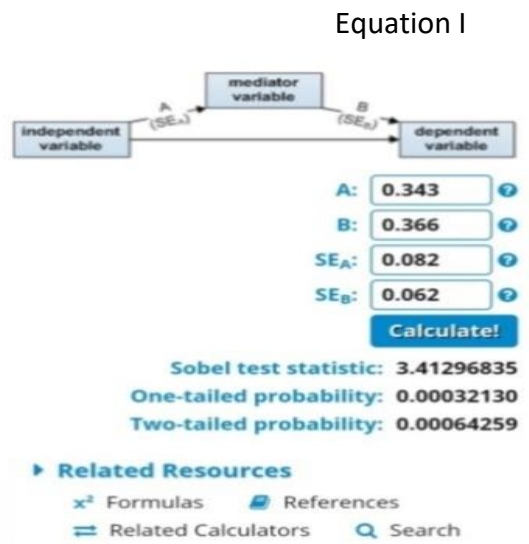 Equation I
mediator
variable
A
(SEA)
B
(SEB)
independent
variable
dependent
variable
A: 0.343 ?
B: 0.366 ?
SEA: 0.082 ?
SEB: 0.062 ?
Calculate!
Sobel test statistic: 3.41296835
One-tailed probability: 0.00032130
Two-tailed probability: 0.00064259
Related Resources
x² Formulas References
Related Calculators Search